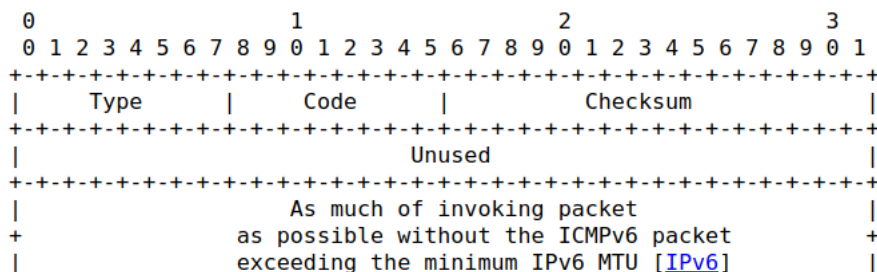 0                   1                   2                   3
0 1 2 3 4 5 6 7 8 9 0 1 2 3 4 5 6 7 8 9 0 1 2 3 4 5 6 7 8 9 0 1
+-+-+-+-+-+-+-+-+-+-+-+-+-+-+-+-+-+-+-+-+-+-+-+-+-+-+-+-+-+-+-+-+
|     Type      |     Code      |          Checksum             |
+-+-+-+-+-+-+-+-+-+-+-+-+-+-+-+-+-+-+-+-+-+-+-+-+-+-+-+-+-+-+-+-+
|                             Unused                            |
+-+-+-+-+-+-+-+-+-+-+-+-+-+-+-+-+-+-+-+-+-+-+-+-+-+-+-+-+-+-+-+-+
|                    As much of invoking packet                 |
+                as possible without the ICMPv6 packet          +
|                exceeding the minimum IPv6 MTU [IPv6]          |